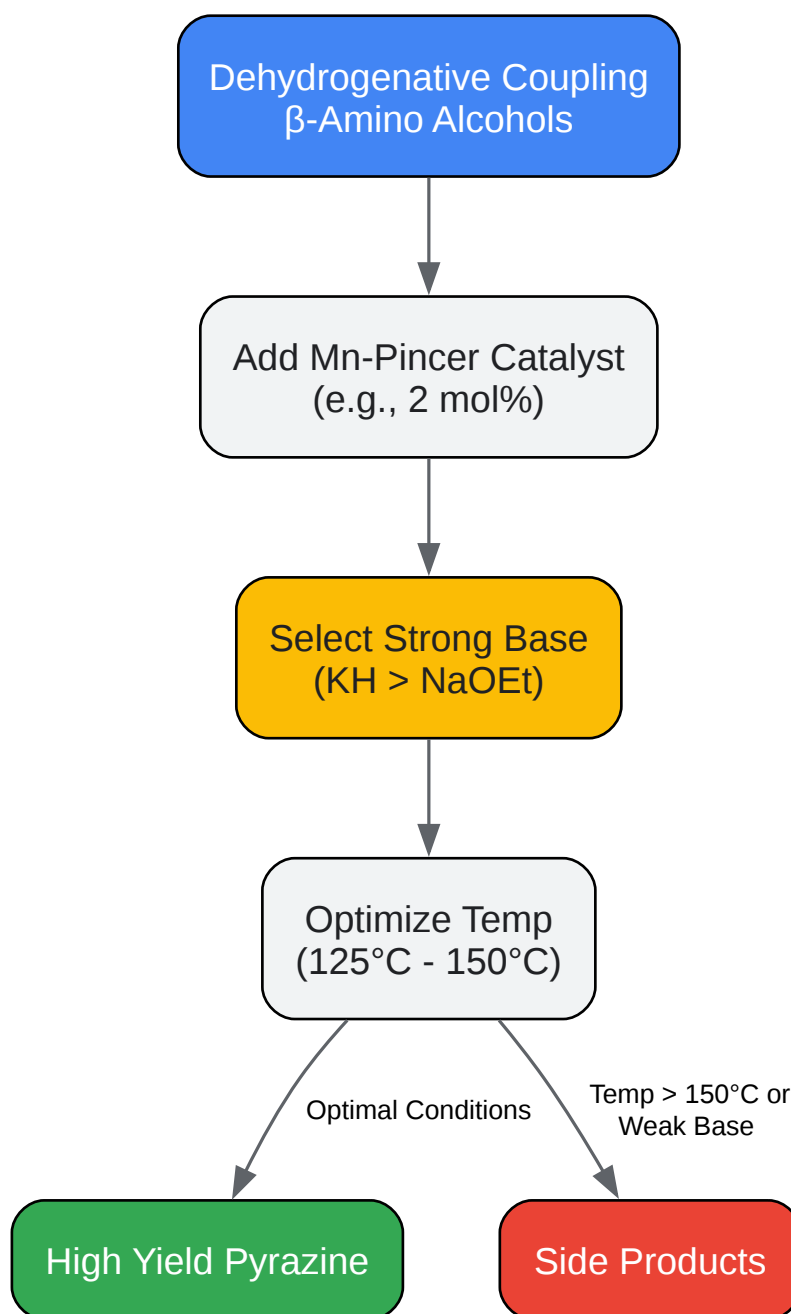 Dehydrogenative Coupling
β-Amino Alcohols
Add Mn-Pincer Catalyst
(e.g., 2 mol%)
Select Strong Base
(KH > NaOEt)
Optimize Temp
(125°C - 150°C)
Optimal Conditions
Temp > 150°C or
Weak Base
High Yield Pyrazine
Side Products